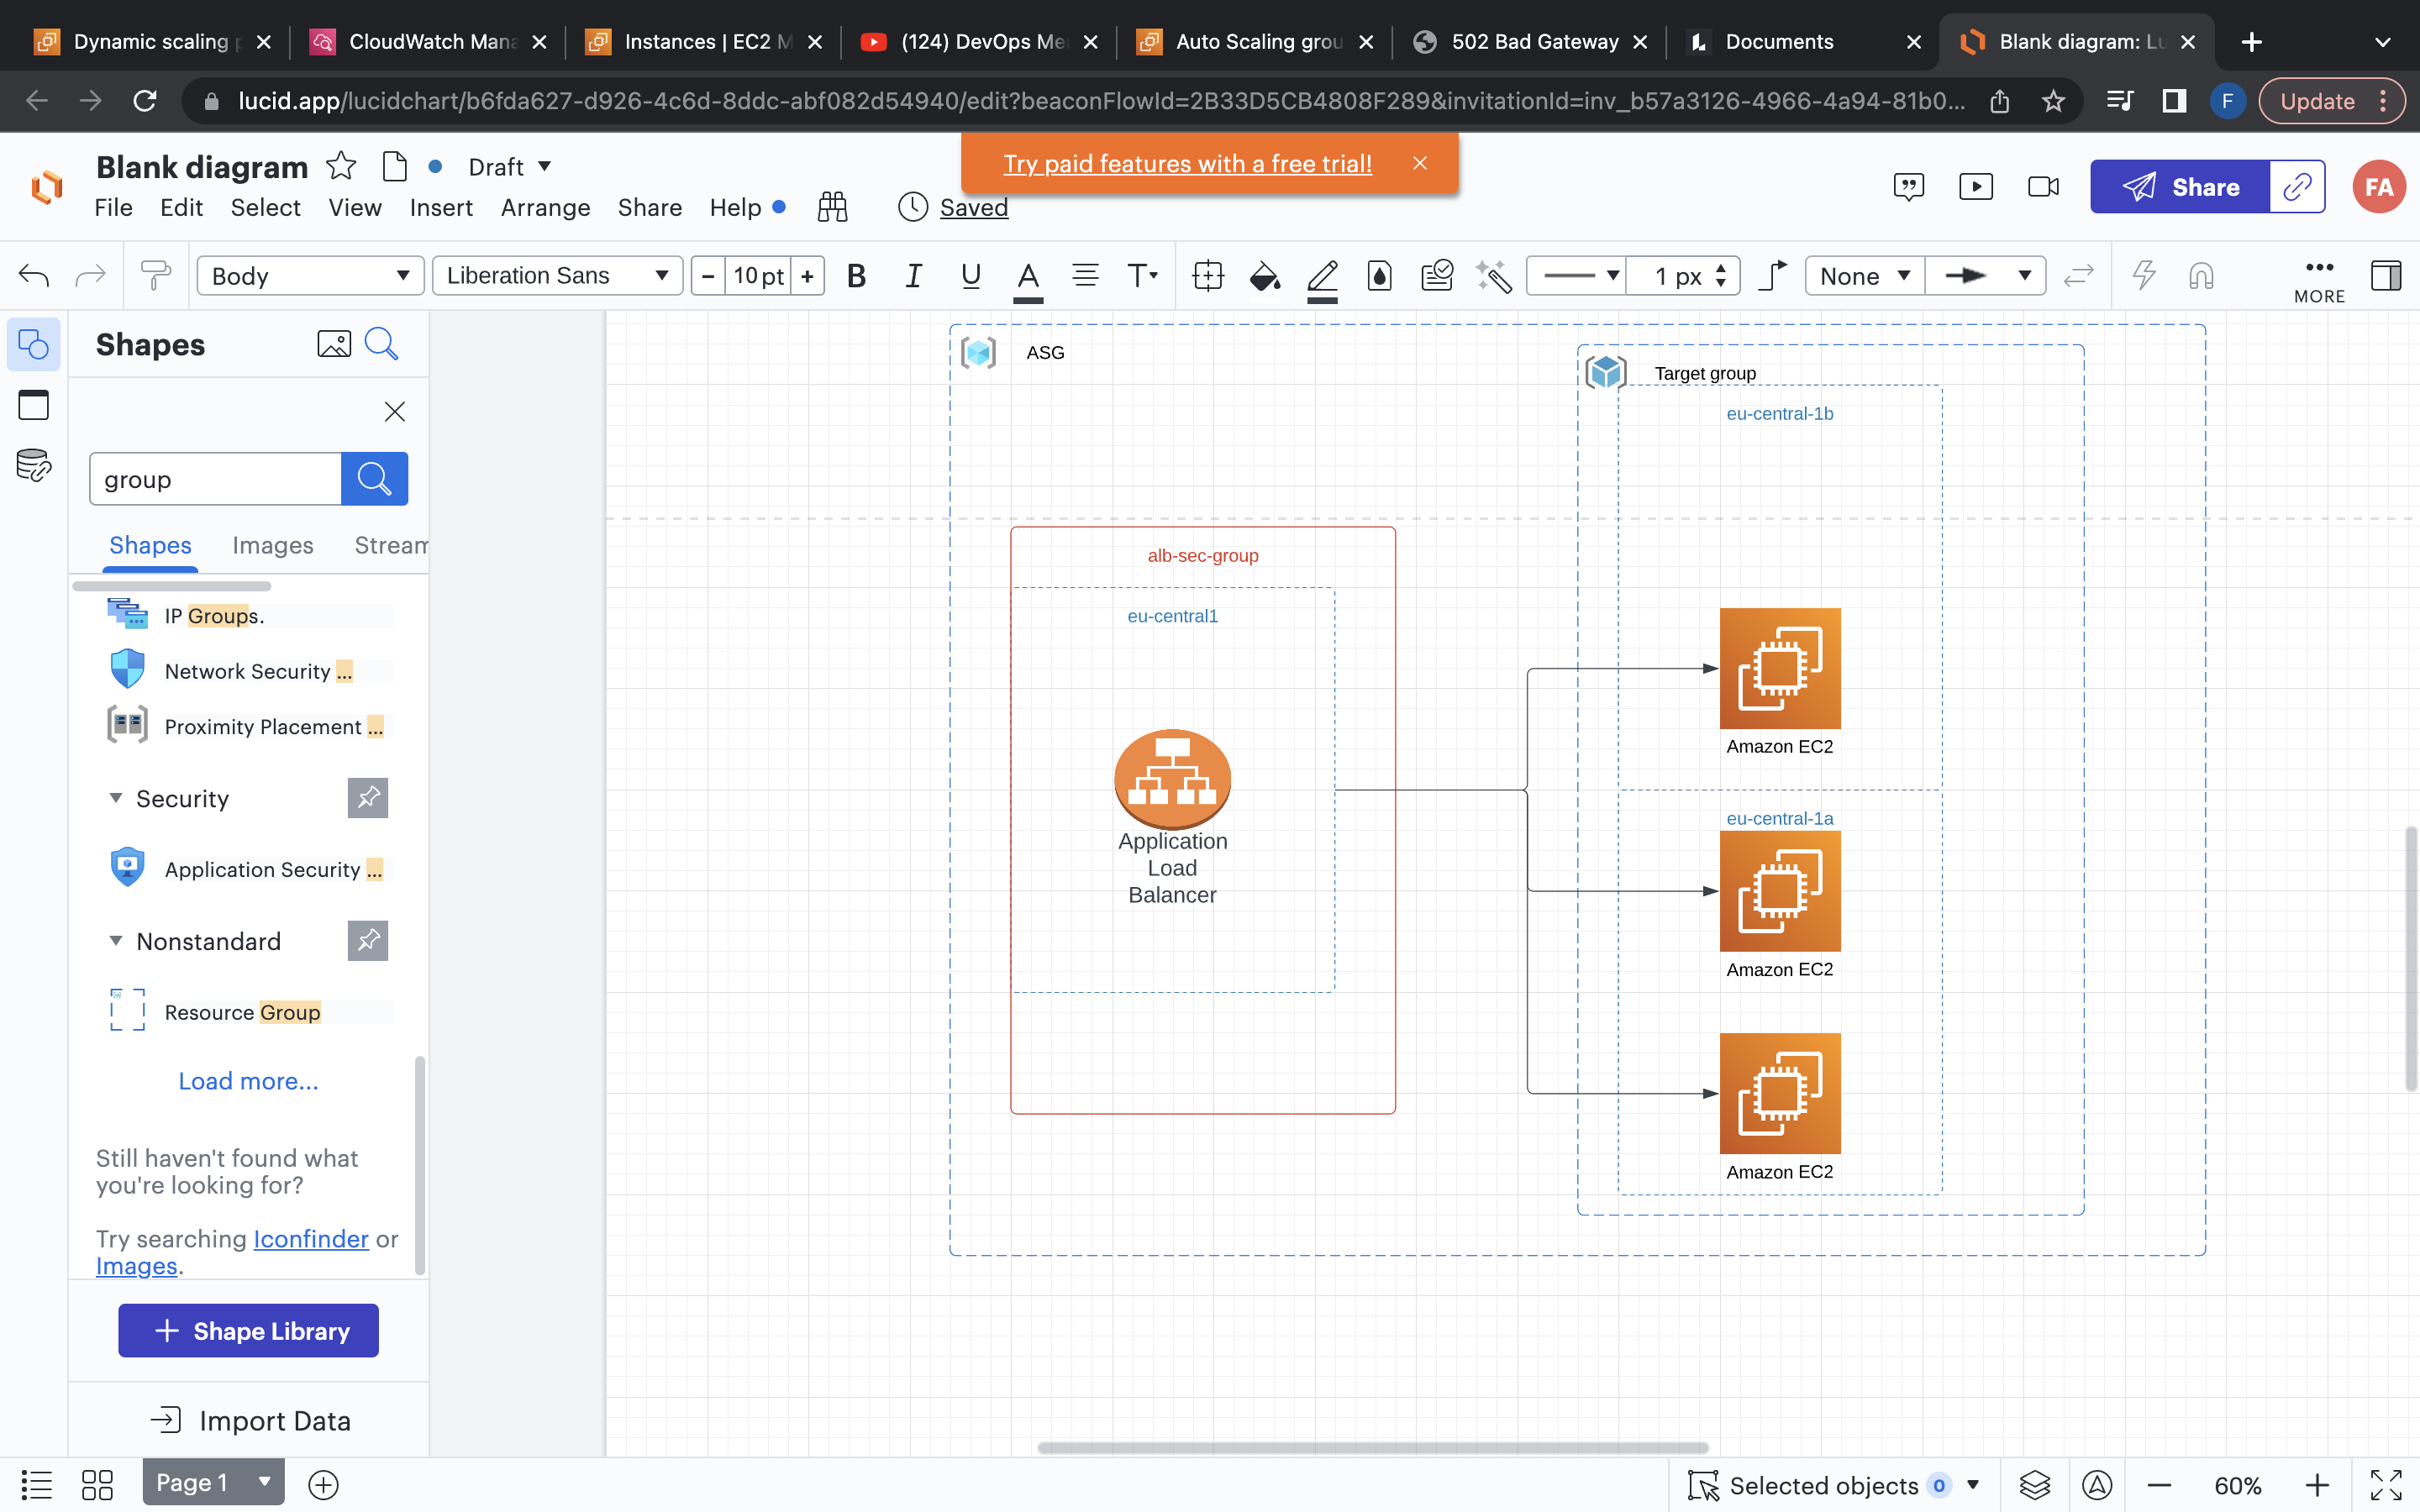 Dynamic scaling p
CloudWatch Mana
Instances | EC2 M
(124) DevOps Me
Auto Scaling grou
502 Bad Gateway
Documents
Blank diagram: Lu
lucid.app/lucidchart/b6fda627-d926-4c6d-8ddc-abf082d54940/edit?beaconFlowId=2B33D5CB4808F289&invitationId=inv_b57a3126-4966-4a94-81b0...
F
Update
Blank diagram
Draft
Try paid features with a free trial!
Share
FA
File
Edit
Select
View
Insert
Arrange
Share
Help
Saved
Body
Liberation Sans
10 pt
B
I
U
A
T
1 px
None
MORE
Shapes
group
Shapes
Images
Stream
IP Groups.
Network Security ...
Proximity Placement ...
Security
Application Security ...
Nonstandard
Resource Group
Load more...
Still haven't found what
you're looking for?
Try searching Iconfinder or
Images.
Shape Library
Import Data
ASG
Target group
eu-central-1b
alb-sec-group
eu-central1
Application
Load
Balancer
Amazon EC2
eu-central-1a
Amazon EC2
Amazon EC2
Page 1
Selected objects 0
60%